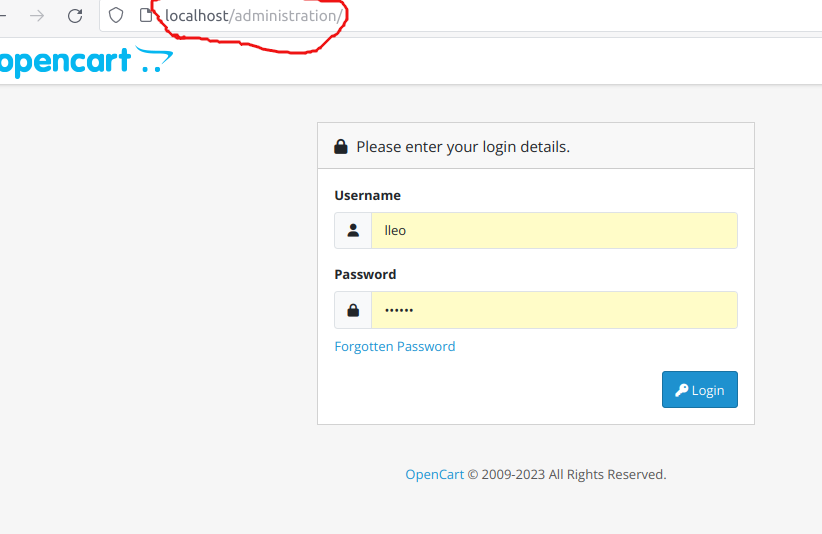 localhost/administration/
opencart
Please enter your login details.
Username
lleo
Password
••••••
Forgotten Password
Login
OpenCart © 2009-2023 All Rights Reserved.